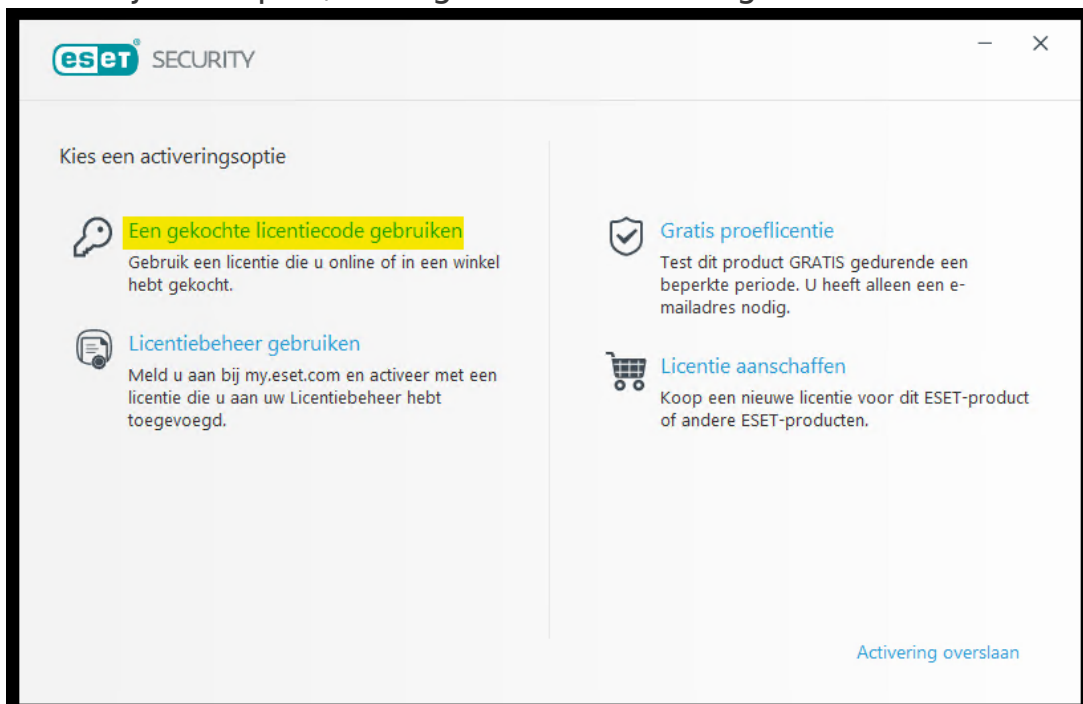 eset® SECURITY
Kies een activeringsoptie
Een gekochte licentiecode gebruiken
Gebruik een licentie die u online of in een winkel
hebt gekocht.
Licentiebeheer gebruiken
Meld u aan bij my.eset.com en activeer met een
licentie die u aan uw Licentiebeheer hebt
toegevoegd.
Gratis proeflicentie
Test dit product GRATIS gedurende een
beperkte periode. U heeft alleen een e-
mailadres nodig.
Licentie aanschaffen
Koop een nieuwe licentie voor dit ESET-product
of andere ESET-producten.
Activering overslaan